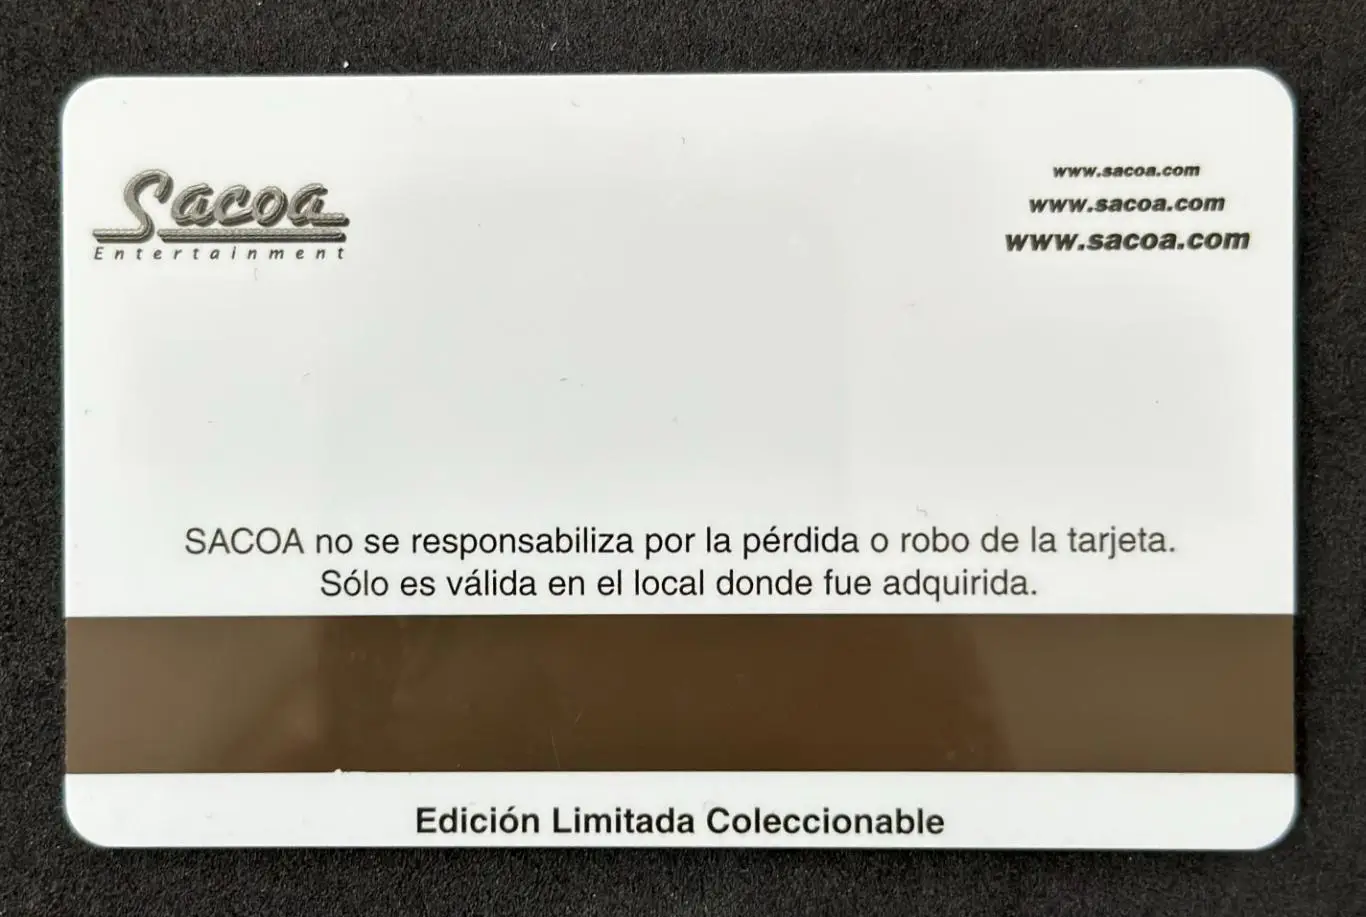 Sacoa
Entertainment
www.sacoa.com
www.sacoa.com
www.sacoa.com
SACOA no se responsabiliza por la pérdida o robo de la tarjeta.
Sólo es válida en el local donde fue adquirida.
Edición Limitada Coleccionable